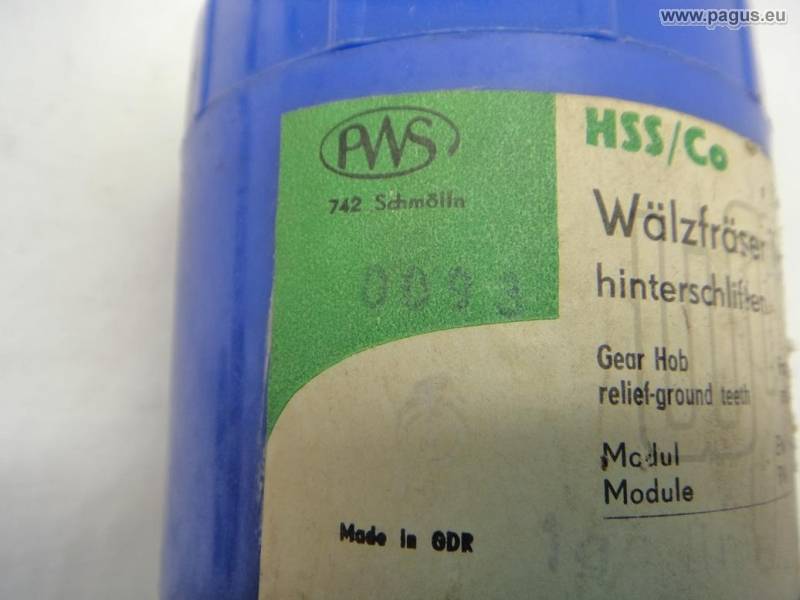 www.pagus.eu
PWS
742 Schmölln
0093
HSS/Co
Wälzfräser
hinterschliffen
Gear Hob
relief-ground teeth
Modul
Module
Made in GDR